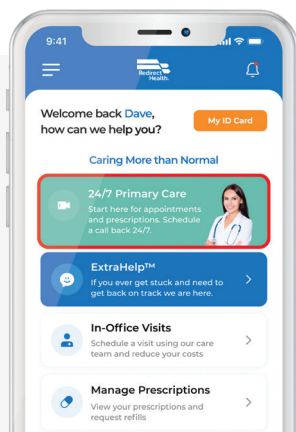 9:41
Redirect
Health.
Welcome back Dave,
how can we help you?
My ID Card
Caring More than Normal
24/7 Primary Care
Start here for appointments
and prescriptions. Schedule
a call back 24/7.
ExtraHelp™
If you ever get stuck and need to
get back on track we are here.
In-Office Visits
Schedule a visit using our care
team and reduce your costs
Manage Prescriptions
View your prescriptions and
request refills